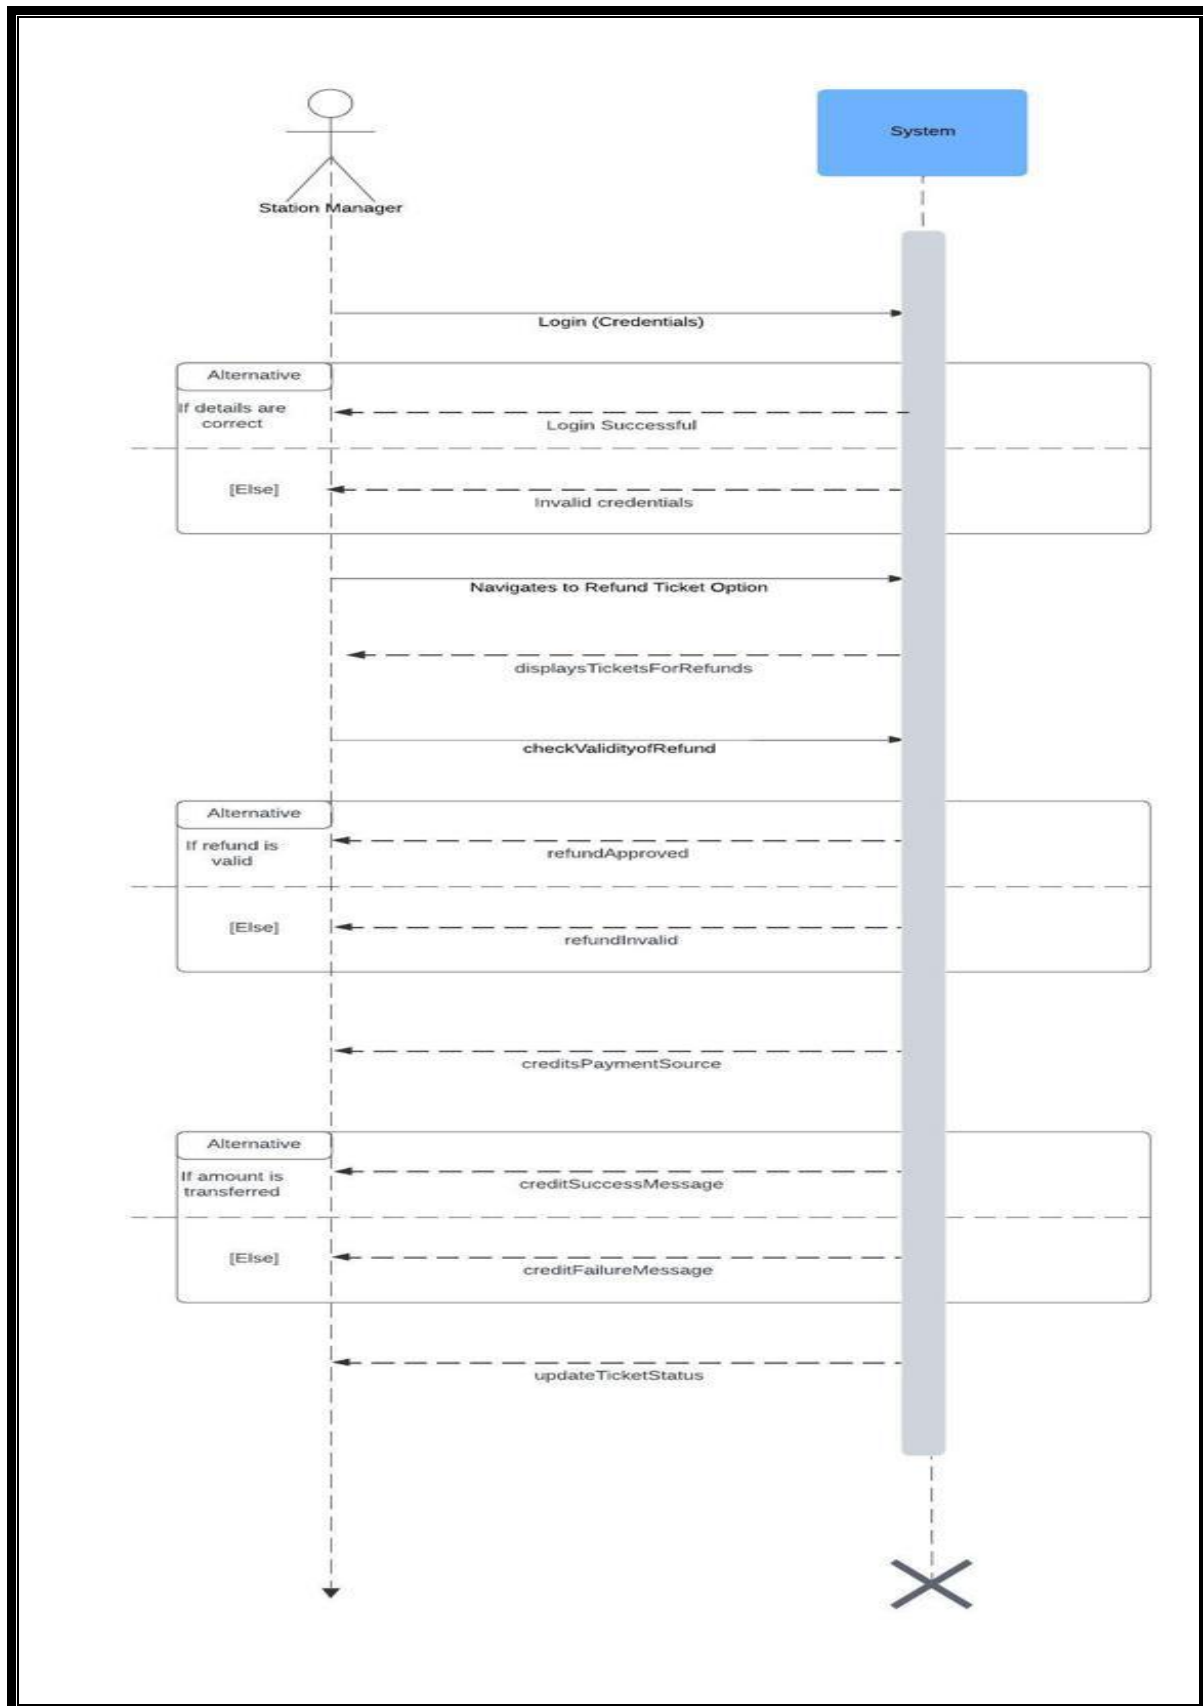 System
Station Manager
Login (Credentials)
Alternative
If details are
correct
Login Successful
[Else]
Invalid credentials
Navigates to Refund Ticket Option
displaysTicketsForRefunds
checkValidityofRefund
Alternative
If refund is
valid
refundApproved
[Else]
refundInvalid
creditsPaymentSource
Alternative
If amount is
transferred
creditSuccessMessage
[Else]
creditFailureMessage
updateTicketStatus